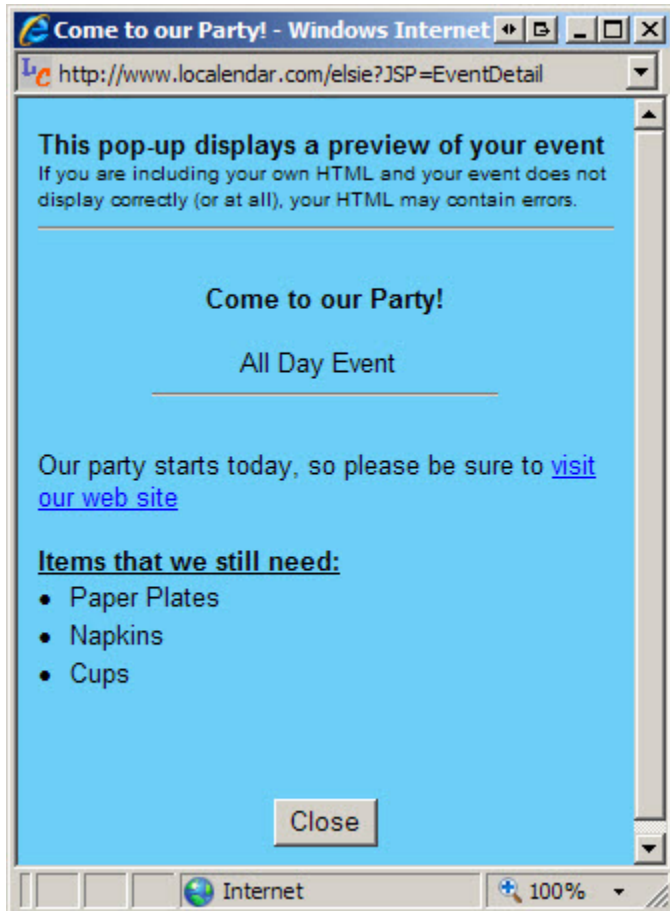 Come to our Party! - Windows Internet
LC http://www.localendar.com/elsie?JSP=EventDetail
This pop-up displays a preview of your event
If you are including your own HTML and your event does not
display correctly (or at all), your HTML may contain errors.
Come to our Party!
All Day Event
Our party starts today, so please be sure to visit
our web site
Items that we still need:
• Paper Plates
• Napkins
• Cups
Close
Internet 100%